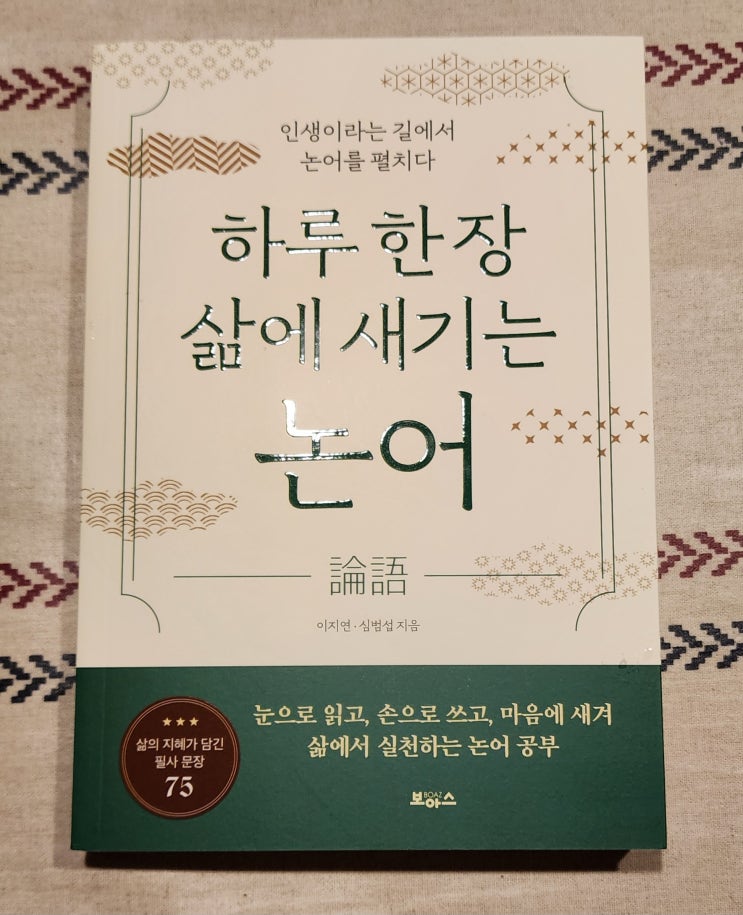 인생이라는 길에서
논어를 펼치다
하루 한 장
삶에 새기는
논어
論語
이지연 · 심범섭 지음
삶의 지혜가 담긴
필사 문장
75
눈으로 읽고, 손으로 쓰고, 마음에 새겨
삶에서 실천하는 논어 공부
BOAZ
보아스